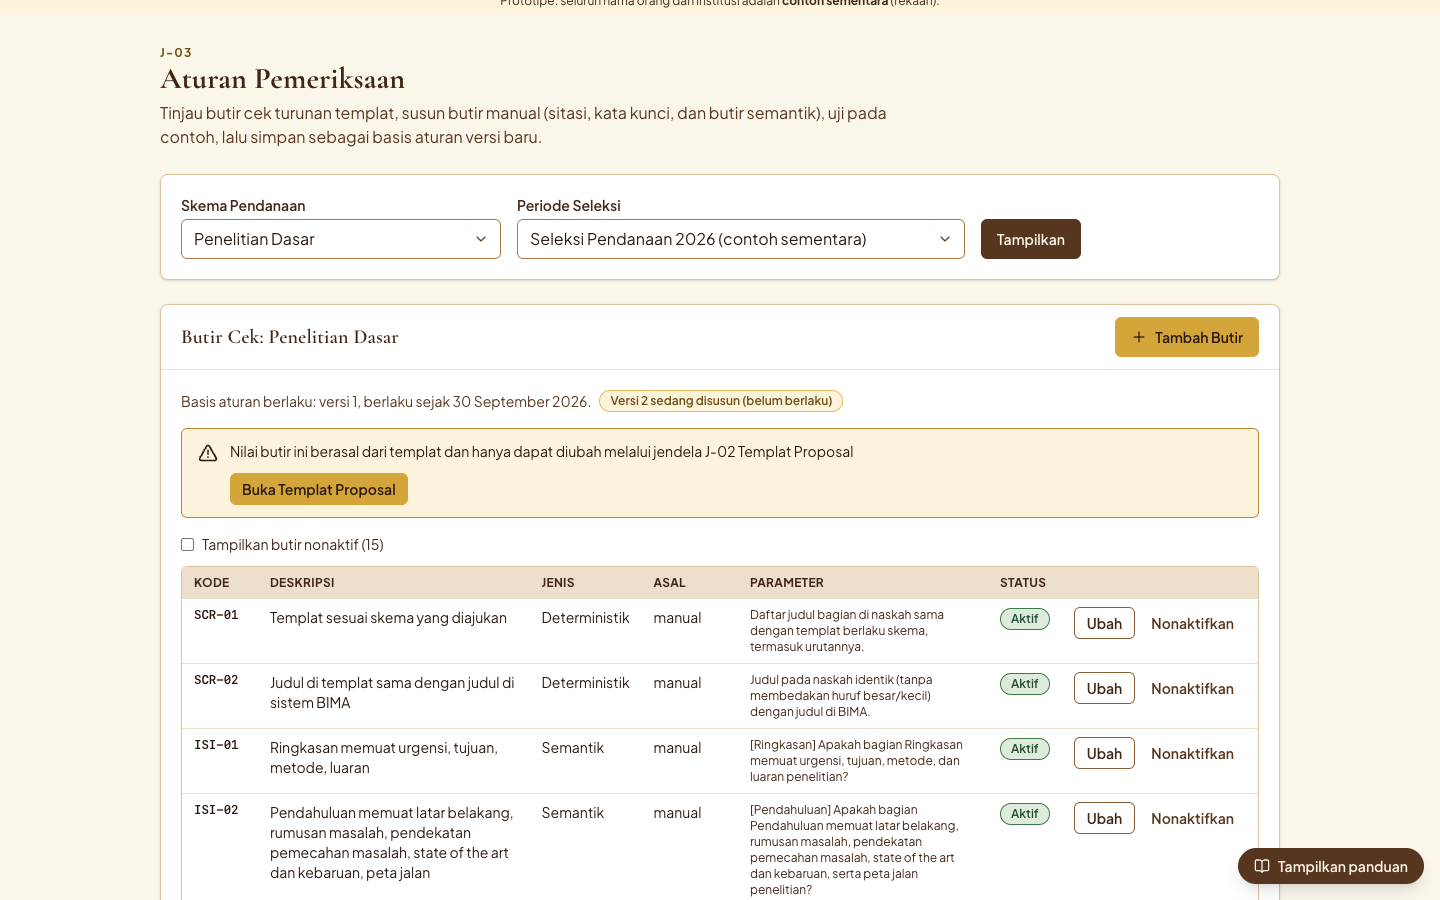 Prototipe: seluruh nama orang dan institusi adalah contoh sementara (rekaan).
J-03
Aturan Pemeriksaan
Tinjau butir cek turunan templat, susun butir manual (sitasi, kata kunci, dan butir semantik), uji pada
contoh, lalu simpan sebagai basis aturan versi baru.
Skema Pendanaan
Periode Seleksi
Penelitian Dasar
Seleksi Pendanaan 2026 (contoh sementara)
Tampilkan
Butir Cek: Penelitian Dasar
Tambah Butir
Basis aturan berlaku: versi 1, berlaku sejak 30 September 2026.
Versi 2 sedang disusun (belum berlaku)
Nilai butir ini berasal dari templat dan hanya dapat diubah melalui jendela J-02 Templat Proposal
Buka Templat Proposal
Tampilkan butir nonaktif (15)
KODE DESKRIPSI JENIS ASAL PARAMETER STATUS
SCR-01
Templat sesuai skema yang diajukan
Deterministik
manual
Daftar judul bagian di naskah sama
dengan templat berlaku skema,
termasuk urutannya.
Aktif
Ubah
Nonaktifkan
SCR-02
Judul di templat sama dengan judul di
sistem BIMA
Deterministik
manual
Judul pada naskah identik (tanpa
membedakan huruf besar/kecil)
dengan judul di BIMA.
Aktif
Ubah
Nonaktifkan
ISI-01
Ringkasan memuat urgensi, tujuan,
metode, luaran
Semantik
manual
[Ringkasan] Apakah bagian Ringkasan
memuat urgensi, tujuan, metode, dan
luaran penelitian?
Aktif
Ubah
Nonaktifkan
ISI-02
Pendahuluan memuat latar belakang,
rumusan masalah, pendekatan
pemecahan masalah, state of the art
dan kebaruan, peta jalan
Semantik
manual
[Pendahuluan] Apakah bagian
Pendahuluan memuat latar belakang,
rumusan masalah, pendekatan
pemecahan masalah, state of the art
dan kebaruan, serta peta jalan
penelitian?
Aktif
Ubah
Nonaktifkan
Tampilkan panduan